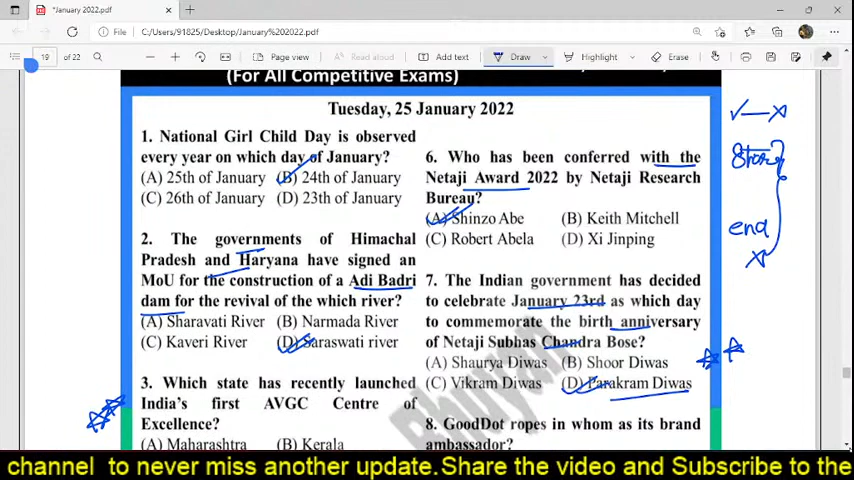 *January 2022.pdf
File
C:/Users/91825/Desktop/January%202022.pdf
19
of 22
Page view
Read aloud
Add text
Draw
Highlight
Erase
(For All Competitive Exams)
Tuesday, 25 January 2022
1. National Girl Child Day is observed
every year on which day of January?
(A) 25th of January (B) 24th of January
(C) 26th of January (D) 23th of January
2. The governments of Himachal
Pradesh and Haryana have signed an
MoU for the construction of a Adi Badri
dam for the revival of the which river?
(A) Sharavati River (B) Narmada River
(C) Kaveri River (D) Saraswati river
3. Which state has recently launched
India's first AVGC Centre of
Excellence?
(A) Maharashtra (B) Kerala
6. Who has been conferred with the
Netaji Award 2022 by Netaji Research
Bureau?
(A) Shinzo Abe (B) Keith Mitchell
(C) Robert Abela (D) Xi Jinping
7. The Indian government has decided
to celebrate January 23rd as which day
to commemorate the birth anniversary
of Netaji Subhas Chandra Bose?
(A) Shaurya Diwas (B) Shoor Diwas
(C) Vikram Diwas (D) Parakram Diwas
8. GoodDot ropes in whom as its brand
ambassador?
Bhuyan
end
channel to never miss another update.Share the video and Subscribe to the